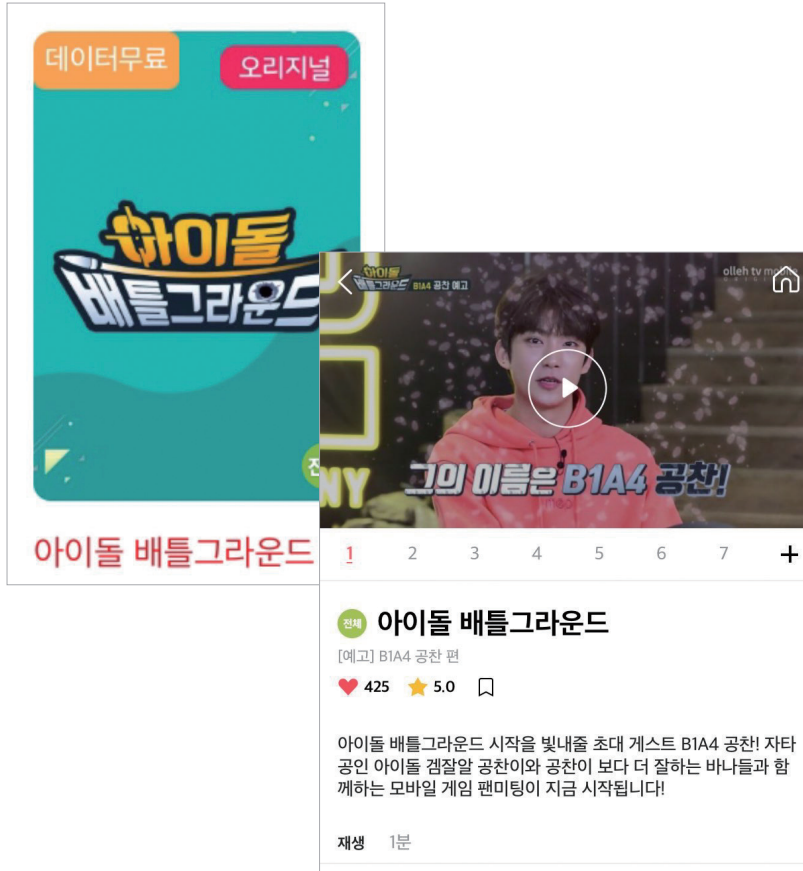 데이터무료
오리지널
아이돌
배틀그라운드
전
아이돌 배틀그라운드
아이돌
배틀그라운드 B1A4 공찬 예고
olleh tv mobile
ORIGINAL
NY
그의 이름은 B1A4 공찬!
1 2 3 4 5 6 7 +
전체 아이돌 배틀그라운드
[예고] B1A4 공찬 편
425 5.0
아이돌 배틀그라운드 시작을 빛내줄 초대 게스트 B1A4 공찬! 자타
공인 아이돌 겜잘알 공찬이와 공찬이 보다 더 잘하는 바나들과 함
께하는 모바일 게임 팬미팅이 지금 시작됩니다!
재생 1분